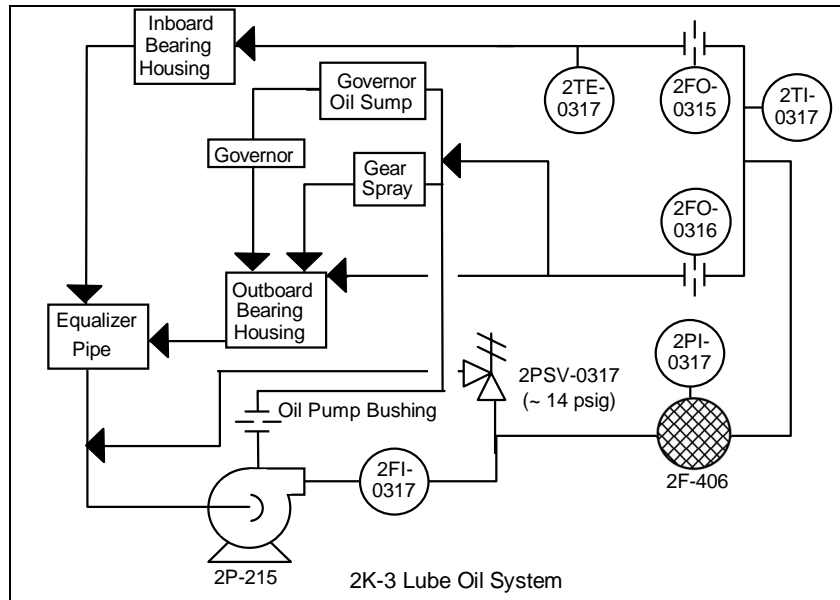 Inboard
Bearing
Housing
Governor
Oil Sump
2TE-
0317
2FO-
0315
2TI-
0317
Governor
Gear
Spray
2FO-
0316
Outboard
Bearing
Housing
Equalizer
Pipe
2PSV-0317
(~ 14 psig)
2PI-
0317
Oil Pump Bushing
2FI-
0317
2F-406
2P-215
2K-3 Lube Oil System